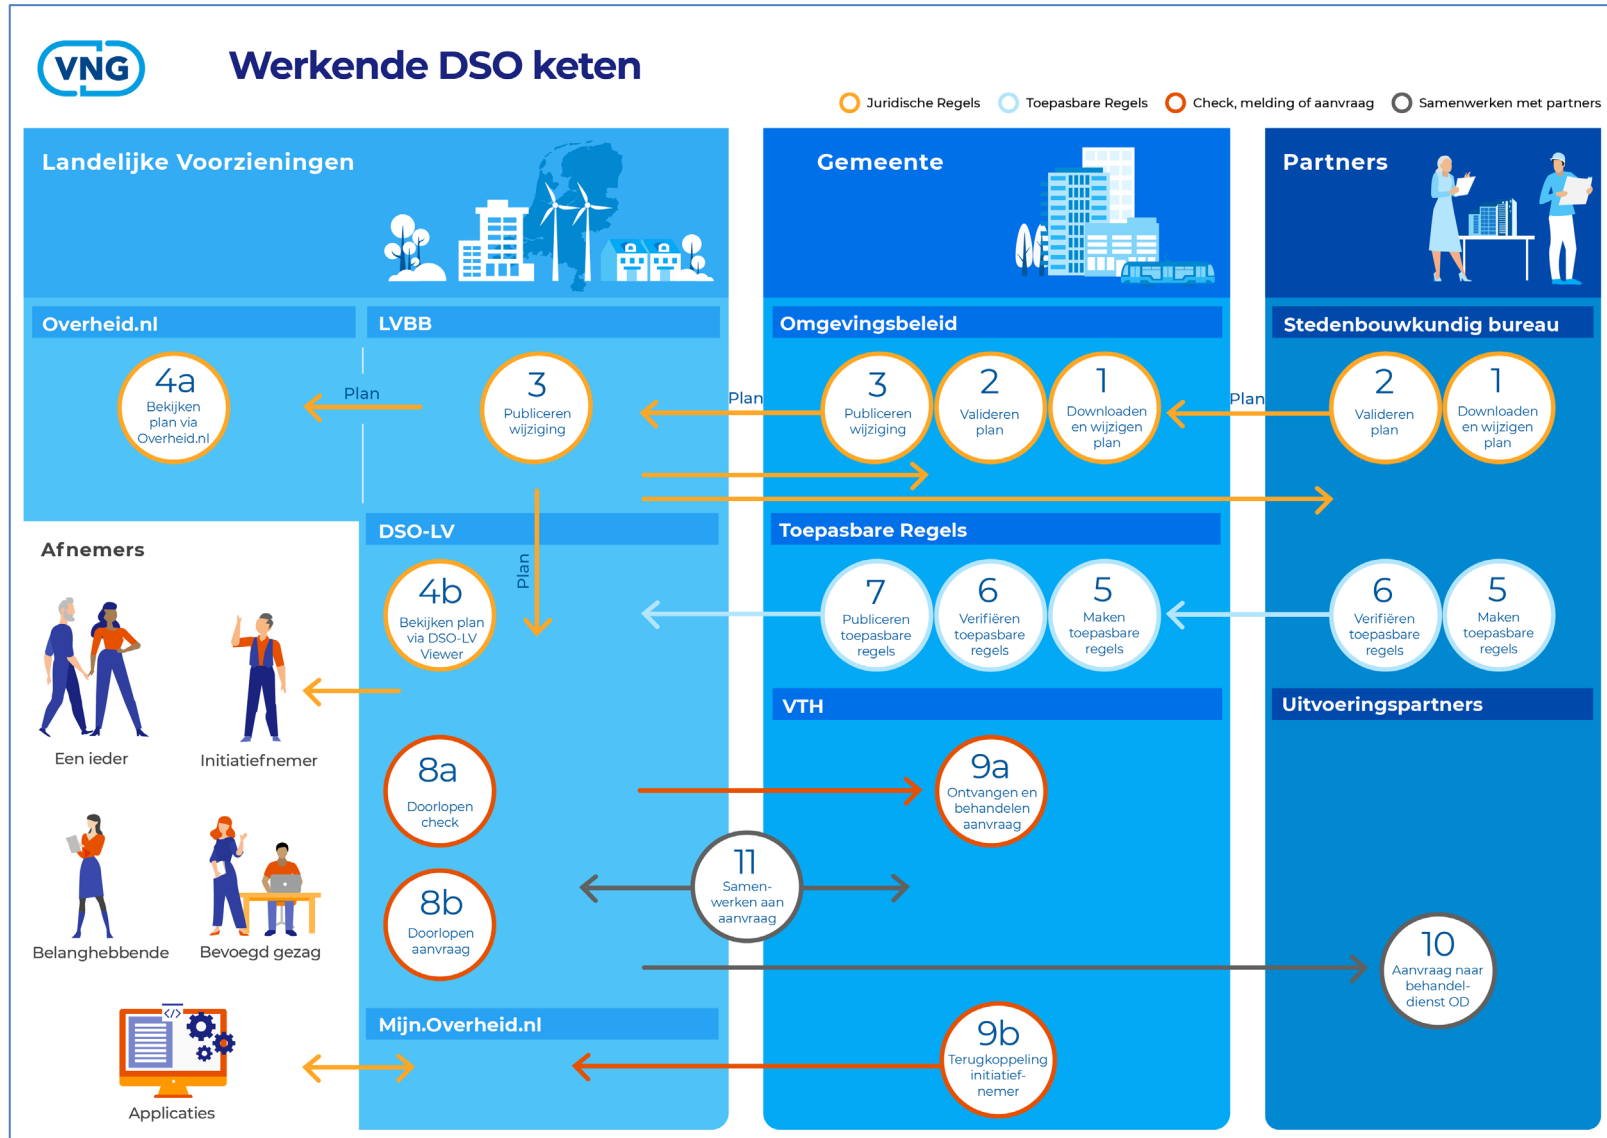 VNG
Werkende DSO keten
Juridische Regels
Toepasbare Regels
Check, melding of aanvraag
Samenwerken met partners
Landelijke Voorzieningen
Gemeente
Partners
Overheid.nl
LVBB
Omgevingsbeleid
Stedenbouwkundig bureau
4a
Bekijken
plan via
Overheid.nl
Plan
3
Publiceren
wijziging
Plan
3
Publiceren
wijziging
2
Valideren
plan
1
Downloaden
en wijzigen
plan
Plan
2
Valideren
plan
1
Downloaden
en wijzigen
plan
Afnemers
DSO-LV
Toepasbare Regels
4b
Bekijken plan
via DSO-LV
Viewer
Plan
7
Publiceren
toepasbare
regels
6
Verifiëren
toepasbare
regels
5
Maken
toepasbare
regels
6
Verifiëren
toepasbare
regels
5
Maken
toepasbare
regels
Een ieder
Initiatiefnemer
VTH
Uitvoeringspartners
8a
Doorlopen
check
9a
Ontvangen en
behandelen
aanvraag
11
Samen-
werken aan
aanvraag
8b
Doorlopen
aanvraag
Belanghebbende
Bevoegd gezag
10
Aanvraag naar
behandel-
dienst OD
Mijn.Overheid.nl
9b
Terugkoppeling
initiatief-
nemer
</>
Applicaties